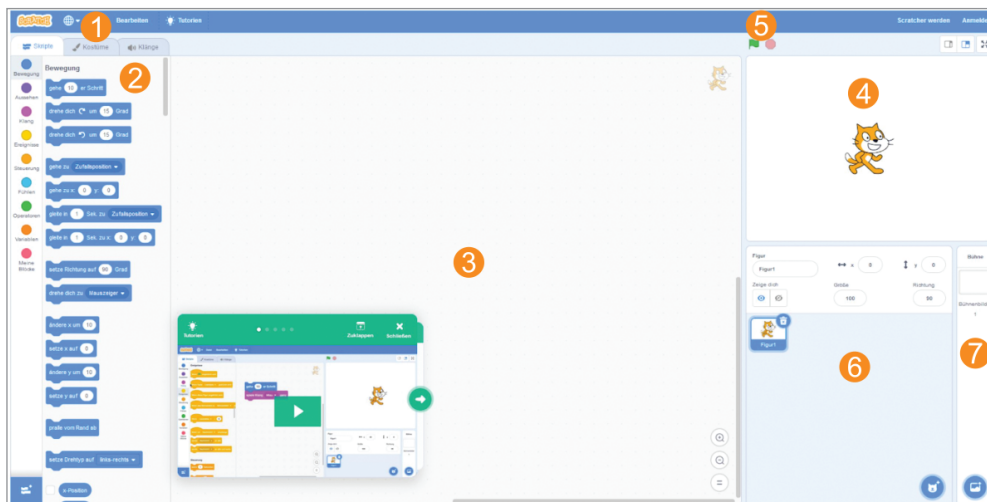 SCRATCH
1
Bearbeiten
Tutorien
5
Scratcher werden
Anmelde
Skripte
Kostüme
Klänge
Bewegung
Aussehen
Klang
Ereignisse
Steuerung
Fühlen
Operatoren
Variablen
Meine
Blöcke
Bewegung
2
gehe 10 er Schritt
drehe dich um 15 Grad
drehe dich um 15 Grad
gehe zu Zufallsposition
gehe zu x: 0 y: 0
gleite in 1 Sek. zu Zufallsposition
gleite in 1 Sek. zu x: 0 y: 0
setze Richtung auf 90 Grad
drehe dich zu Mauszeiger
ändere x um 10
setze x auf 0
ändere y um 10
setze y auf 0
pralle vom Rand ab
setze Drehtyp auf links-rechts
x-Position
3
Tutorien
Zuklappen
Schließen
4
Figur
Figur1
x 0
y 0
Zeige dich
Größe
Richtung
100
90
Figur1
6
Bühne
Bühnenbild
7